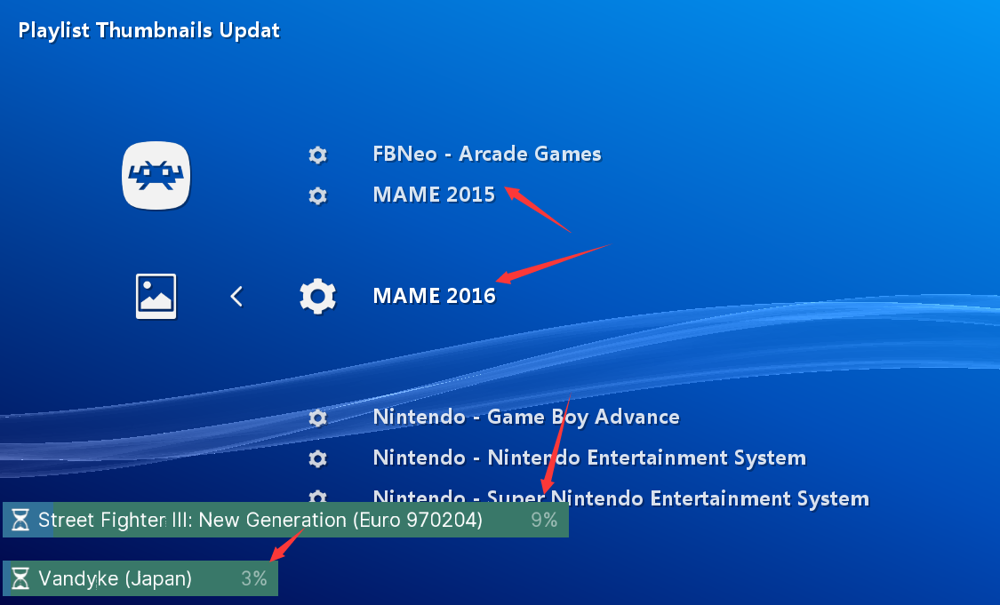 Playlist Thumbnails Updat
FBNeo - Arcade Games
MAME 2015
MAME 2016
Nintendo - Game Boy Advance
Nintendo - Nintendo Entertainment System
Nintendo - Super Nintendo Entertainment System
Street Fighter III: New Generation (Euro 970204) 9%
Vandyke (Japan) 3%